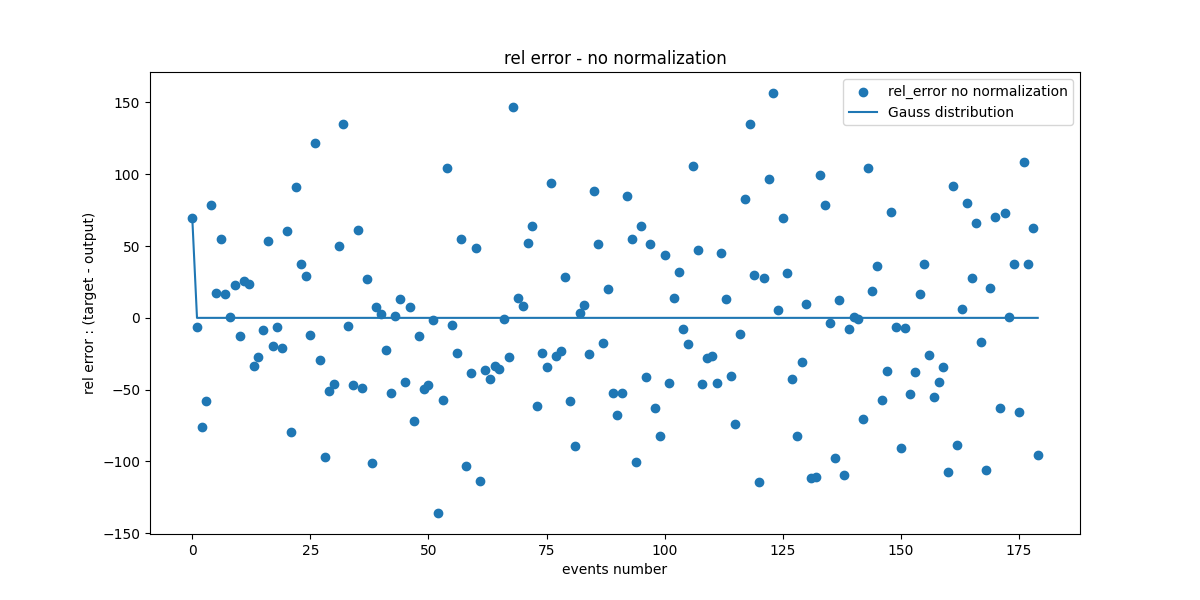 rel error - no normalization
rel_error no normalization
Gauss distribution
150
100
50
0
−50
−100
−150
rel error : (target - output)
0 25 50 75 100 125 150 175
events number